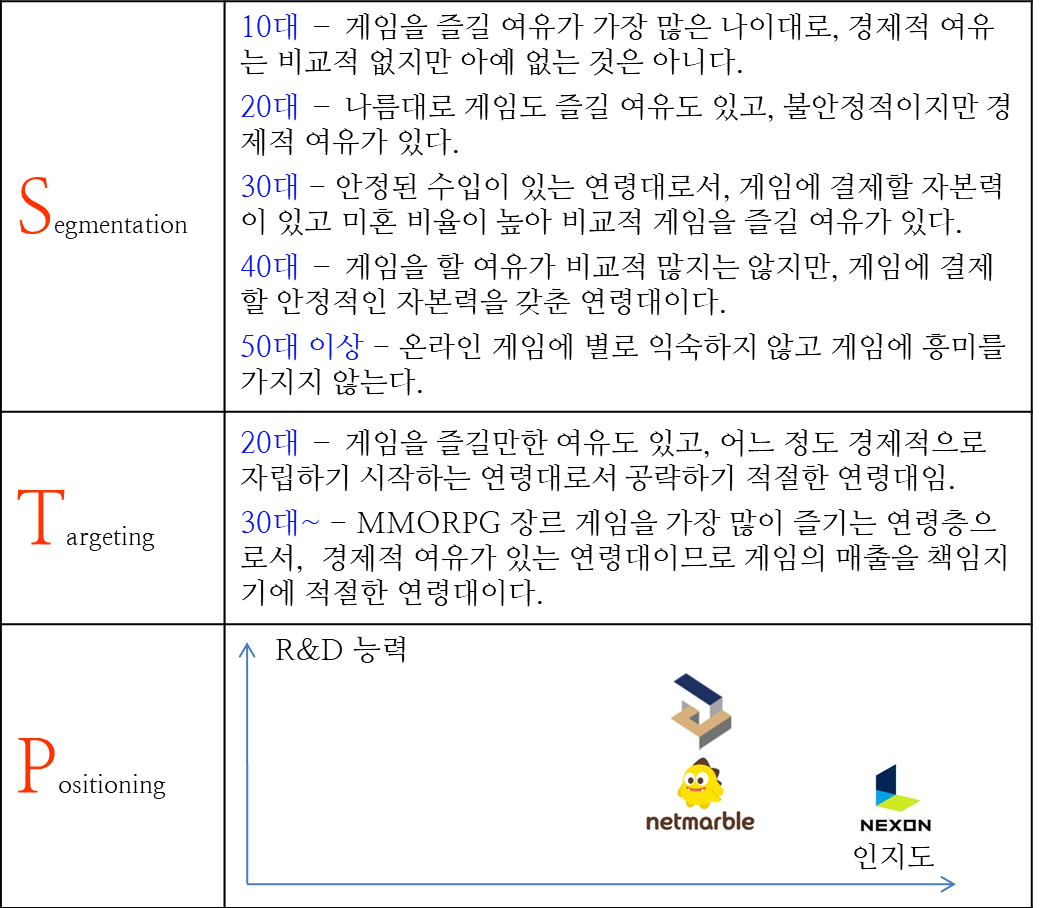 10대 - 게임을 즐길 여유가 가장 많은 나이대로, 경제적 여유
는 비교적 없지만 아예 없는 것은 아니다.
20대 - 나름대로 게임도 즐길 여유도 있고, 불안정적이지만 경
제적 여유가 있다.
Segmentation
30대 - 안정된 수입이 있는 연령대로서, 게임에 결제할 자본력
이 있고 미혼 비율이 높아 비교적 게임을 즐길 여유가 있다.
40대 - 게임을 할 여유가 비교적 많지는 않지만, 게임에 결제
할 안정적인 자본력을 갖춘 연령대이다.
50대 이상 - 온라인 게임에 별로 익숙하지 않고 게임에 흥미를
가지지 않는다.
Targeting
20대 - 게임을 즐길만한 여유도 있고, 어느 정도 경제적으로
자립하기 시작하는 연령대로서 공략하기 적절한 연령대임.
30대~ - MMORPG 장르 게임을 가장 많이 즐기는 연령층으
로서, 경제적 여유가 있는 연령대이므로 게임의 매출을 책임지
기에 적절한 연령대이다.
Positioning
R&D 능력
netmarble
NEXON
인지도